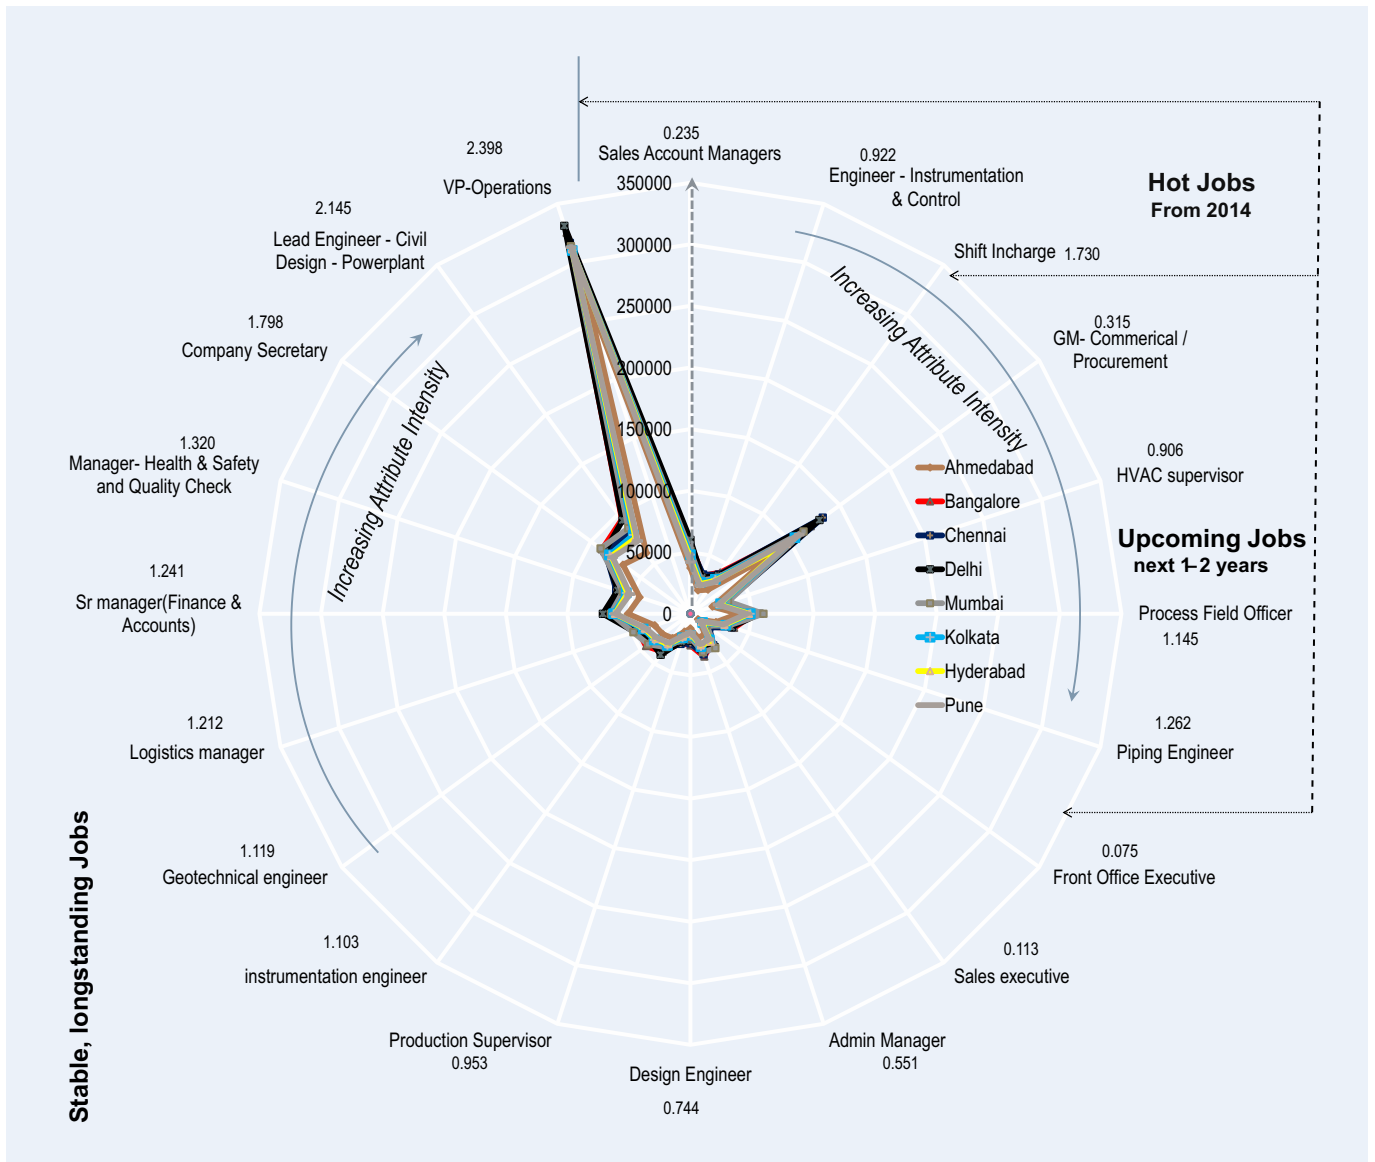 0.235
Sales Account Managers
0.922
Engineer - Instrumentation
& Control
Shift Incharge 1.730
0.315
GM- Commerical /
Procurement
0.906
HVAC supervisor
Process Field Officer
1.145
1.262
Piping Engineer
0.075
Front Office Executive
0.113
Sales executive
Admin Manager
0.551
Design Engineer
0.744
Production Supervisor
0.953
1.103
instrumentation engineer
1.119
Geotechnical engineer
1.212
Logistics manager
1.241
Sr manager(Finance &
Accounts)
1.320
Manager- Health & Safety
and Quality Check
1.798
Company Secretary
2.145
Lead Engineer - Civil
Design - Powerplant
2.398
VP-Operations
350000
300000
250000
200000
150000
100000
50000
0
Increasing Attribute Intensity
Increasing Attribute Intensity
Hot Jobs
From 2014
Upcoming Jobs
next 1–2 years
Stable, longstanding Jobs
Ahmedabad
Bangalore
Chennai
Delhi
Mumbai
Kolkata
Hyderabad
Pune